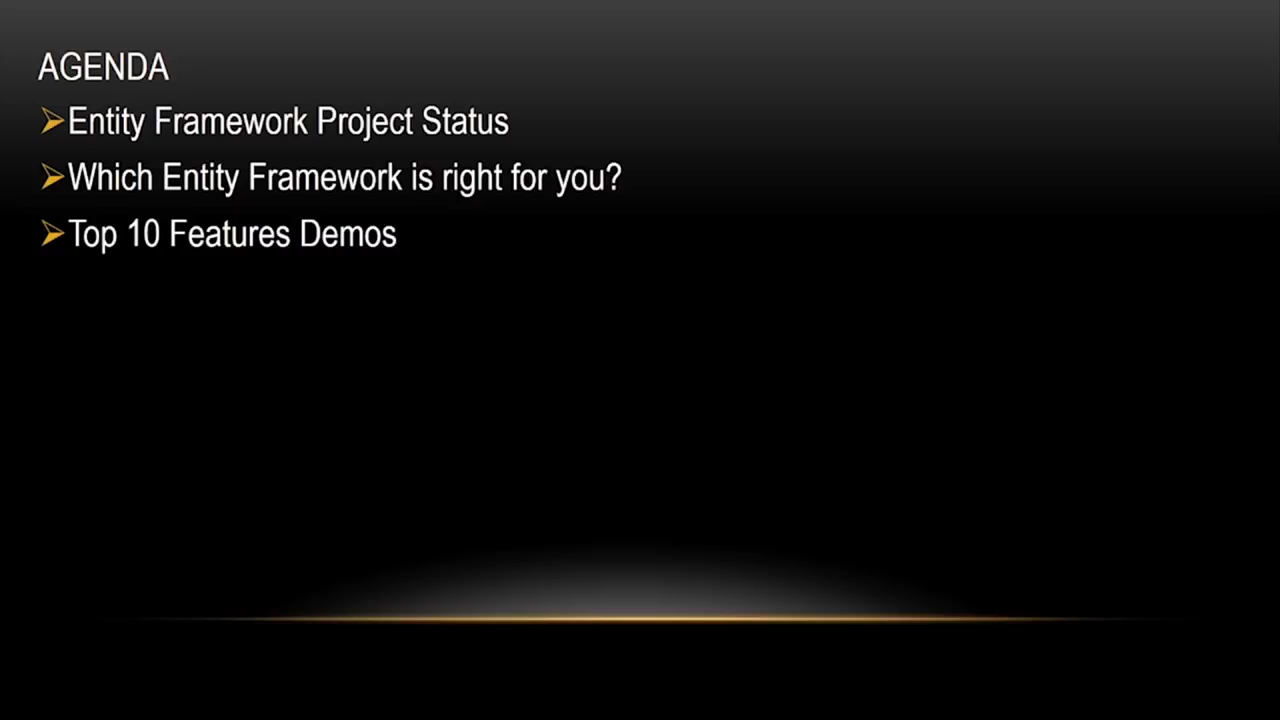 AGENDA
Entity Framework Project Status
Which Entity Framework is right for you?
Top 10 Features Demos